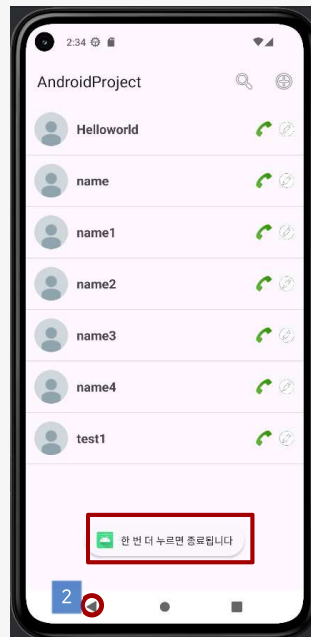 2:34
AndroidProject
Helloworld
name
name1
name2
name3
name4
test1
한 번 더 누르면 종료됩니다
2